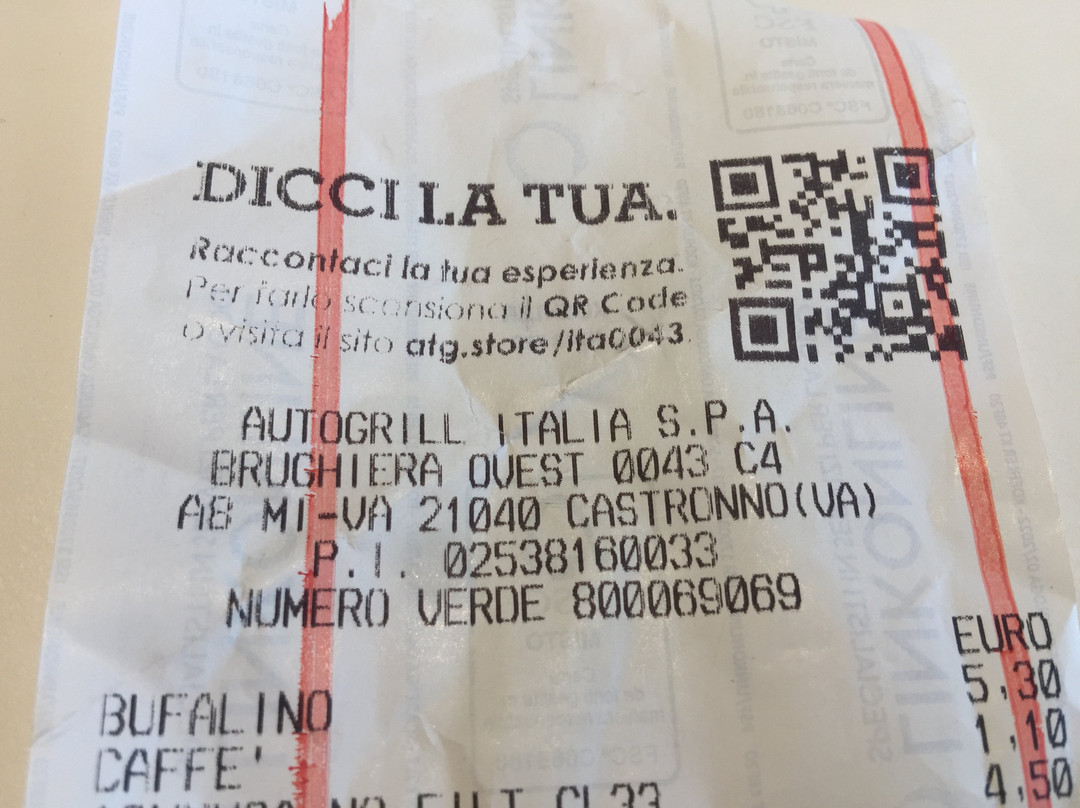 DICCI LA TUA.
Raccontaci la tua esperienza.
Per farlo scansiona il QR Code
o visita il sito atg.store/ita0043.
AUTOGRILL ITALIA S.P.A.
BRUGHIERA OVEST 0043 C4
A8 MI-VA 21040 CASTRONNO(VA)
P.I. 02538160033
NUMERO VERDE 800069069
EURO
BUFALINO 5,30
CAFFE' 1,10
CL33 4,50